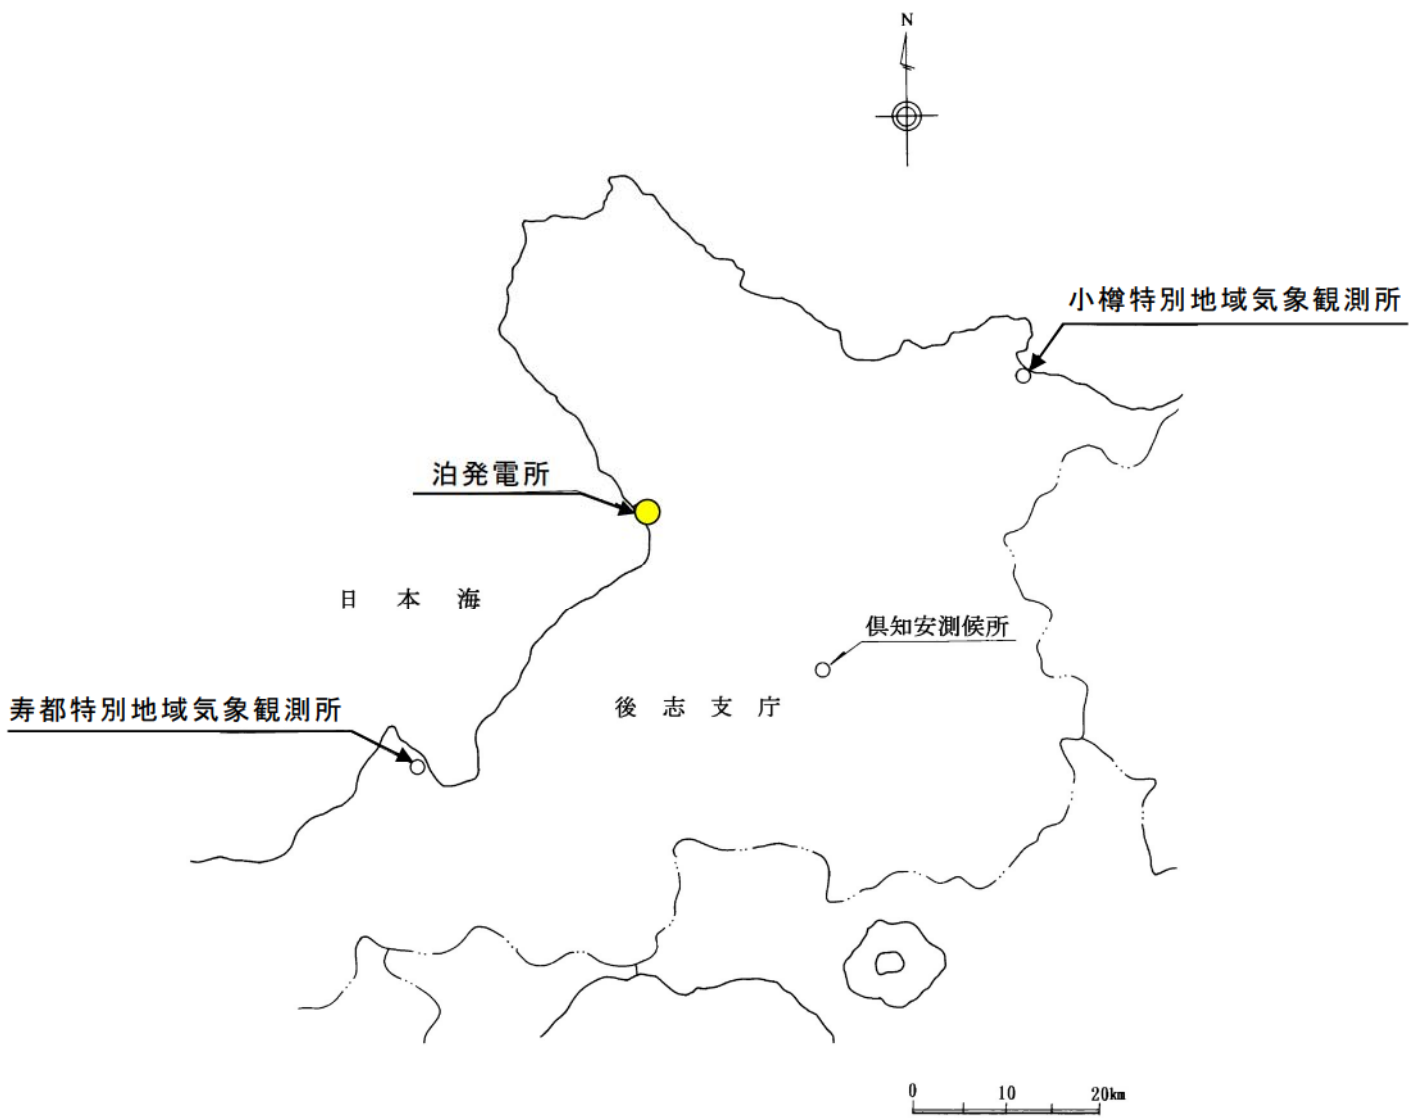 N
小樽特別地域気象観測所
泊発電所
日本海
倶知安測候所
後志支庁
寿都特別地域気象観測所
0 10 20km